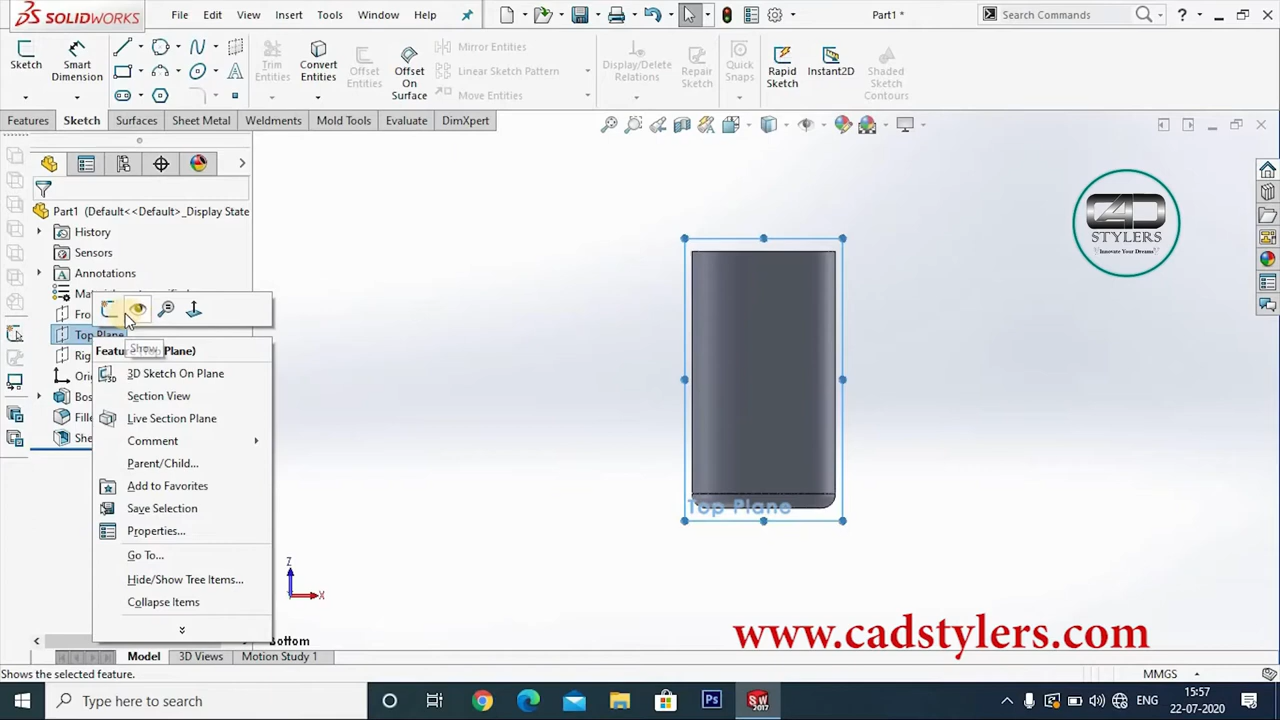 SOLIDWORKS
File
Edit
View
Insert
Tools
Window
Help
Part1 *
Search Commands
?
Sketch
Smart
Dimension
Trim
Entities
Convert
Entities
Offset
Entities
Offset
On
Surface
Mirror Entities
Linear Sketch Pattern
Move Entities
Display/Delete
Relations
Repair
Sketch
Quick
Snaps
Rapid
Sketch
Instant2D
Shaded
Sketch
Contours
Features
Sketch
Surfaces
Sheet Metal
Weldments
Mold Tools
Evaluate
DimXpert
Part1 (Default<<Default>_Display State
History
Sensors
Annotations
Top Plane
Show
3D Sketch On Plane
Section View
Live Section Plane
Comment
Parent/Child...
Add to Favorites
Save Selection
Properties...
Go To...
Hide/Show Tree Items...
Collapse Items
Top Plane
CAD
STYLERS
"Innovate Your Dreams"
Z
X
Bottom
www.cadstylers.com
Model
3D Views
Motion Study 1
Shows the selected feature.
MMGS
Type here to search
Ps
SW
2017
ENG
15:57
22-07-2020